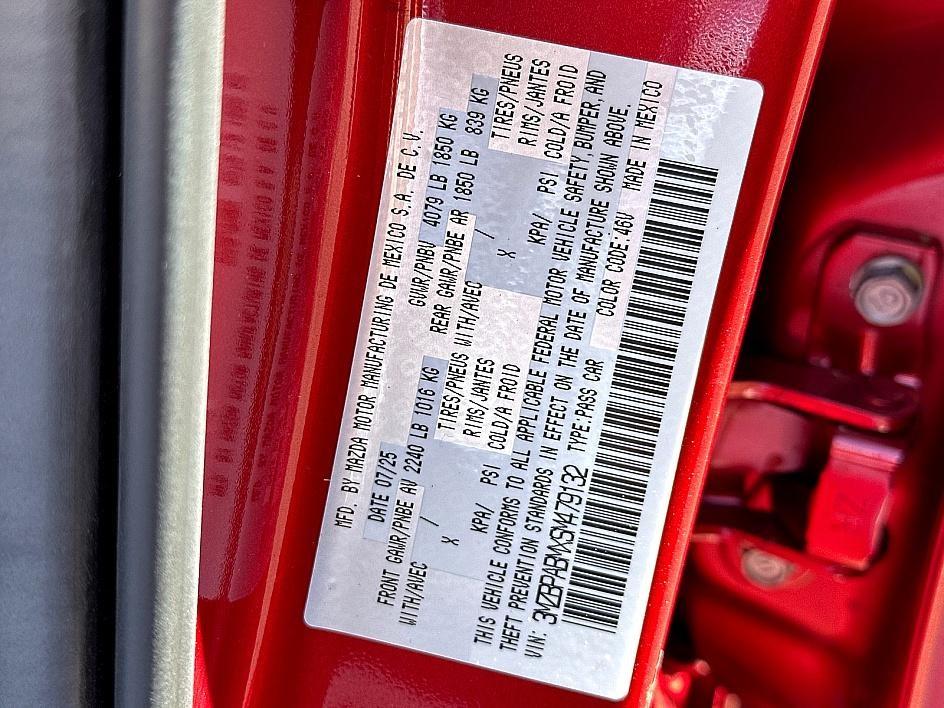 MFD. BY MAZDA MOTOR MANUFACTURING DE MEXICO S.A. DE C.V.
DATE 07/25 GVWR/PNBV 4079 LB 1850 KG
FRONT GAWR/PNBE AV 2240 LB 1016 KG REAR GAWR/PNBE AR 1850 LB 839 KG
WITH/AVEC / TIRES/PNEUS WITH/AVEC / TIRES/PNEUS
X RIMS/JANTES X RIMS/JANTES
KPA/ PSI COLD/A FROID KPA/ PSI COLD/A FROID
THIS VEHICLE CONFORMS TO ALL APPLICABLE FEDERAL MOTOR VEHICLE SAFETY, BUMPER, AND
THEFT PREVENTION STANDARDS IN EFFECT ON THE DATE OF MANUFACTURE SHOWN ABOVE.
VIN: 3MZBPABMXSM479132 TYPE:PASS CAR COLOR CODE:46V MADE IN MEXICO